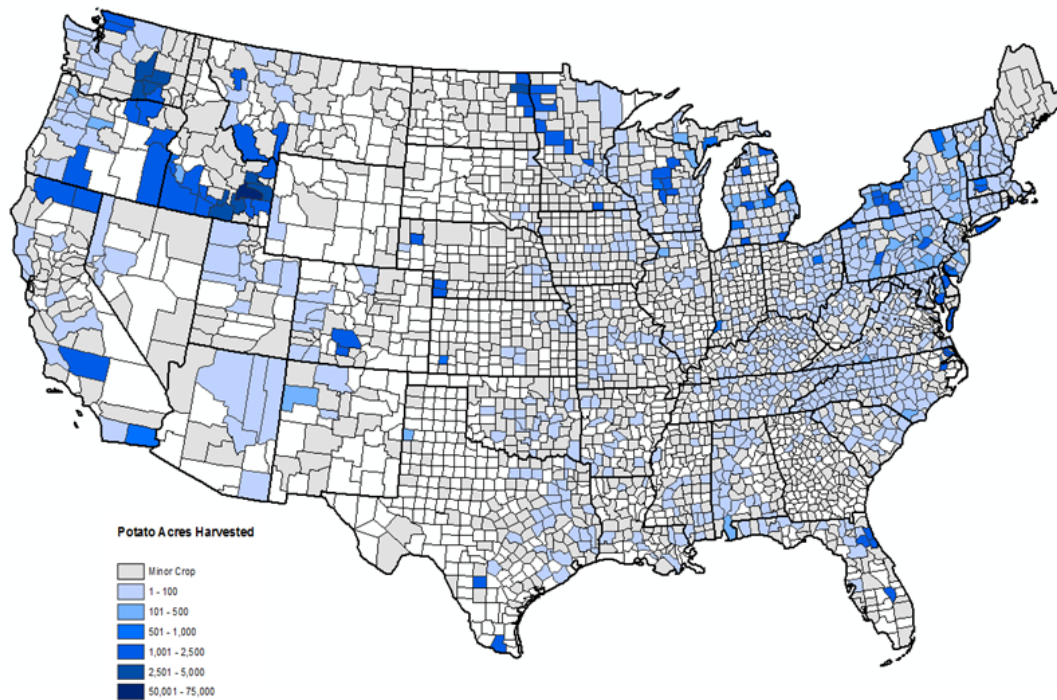 Potato Acres Harvested
Minor Crop
1 - 100
101 - 500
501 - 1,000
1,001 - 2,500
2,501 - 5,000
50,001 - 75,000